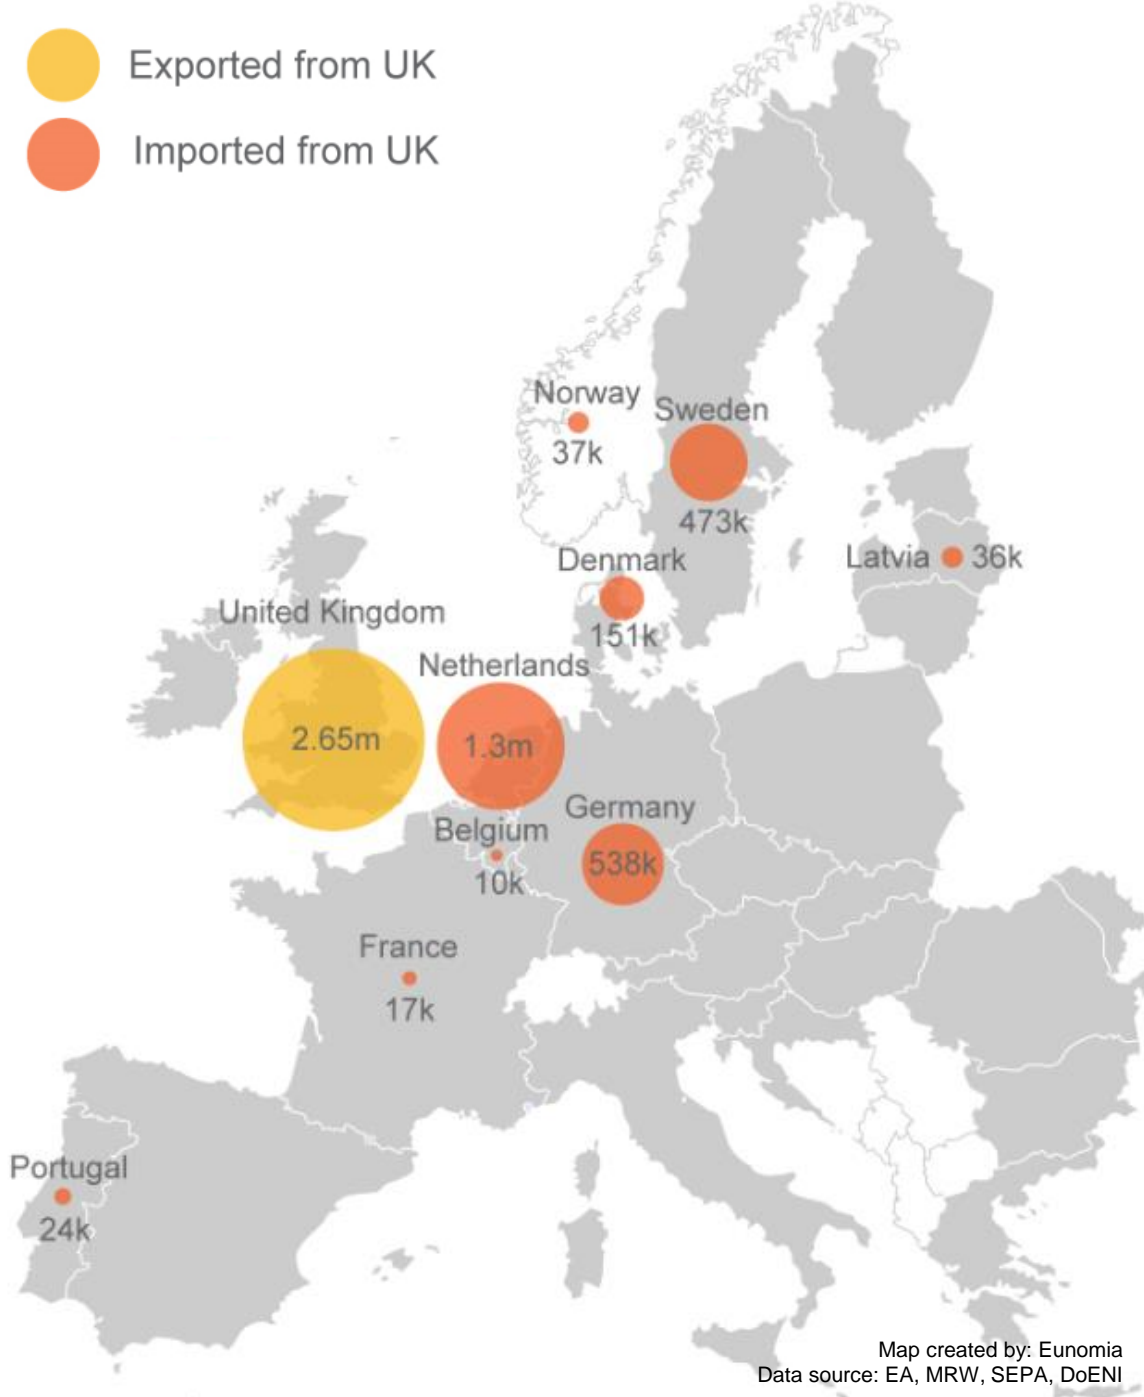 Exported from UK
Imported from UK
Norway
37k
Sweden
473k
Denmark
151k
Latvia 36k
United Kingdom
2.65m
Netherlands
1.3m
Germany
538k
Belgium
10k
France
17k
Portugal
24k
Map created by: Eunomia
Data source: EA, MRW, SEPA, DoENI